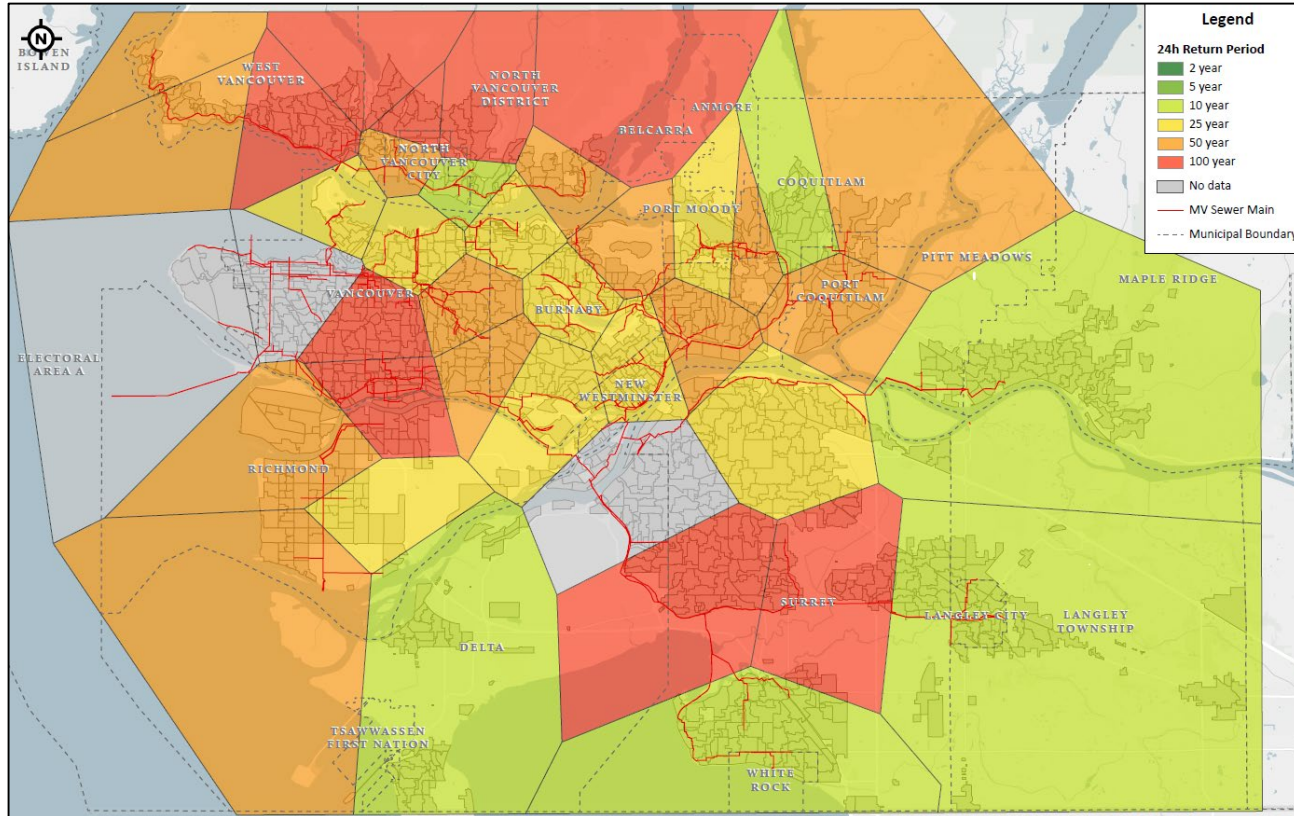 N
BOWEN
ISLAND
WEST
VANCOUVER
NORTH
VANCOUVER
DISTRICT
ANMORE
BELCARRA
NORTH
VANCOUVER
CITY
COQUITLAM
PORT MOODY
PITT MEADOWS
MAPLE RIDGE
VANCOUVER
PORT
COQUITLAM
BURNABY
ELECTORAL
AREA A
NEW
WESTMINSTER
RICHMOND
SURREY
LANGLEY CITY
LANGLEY
TOWNSHIP
DELTA
TSAWWASSEN
FIRST NATION
WHITE
ROCK
Legend
24h Return Period
2 year
5 year
10 year
25 year
50 year
100 year
No data
MV Sewer Main
Municipal Boundary